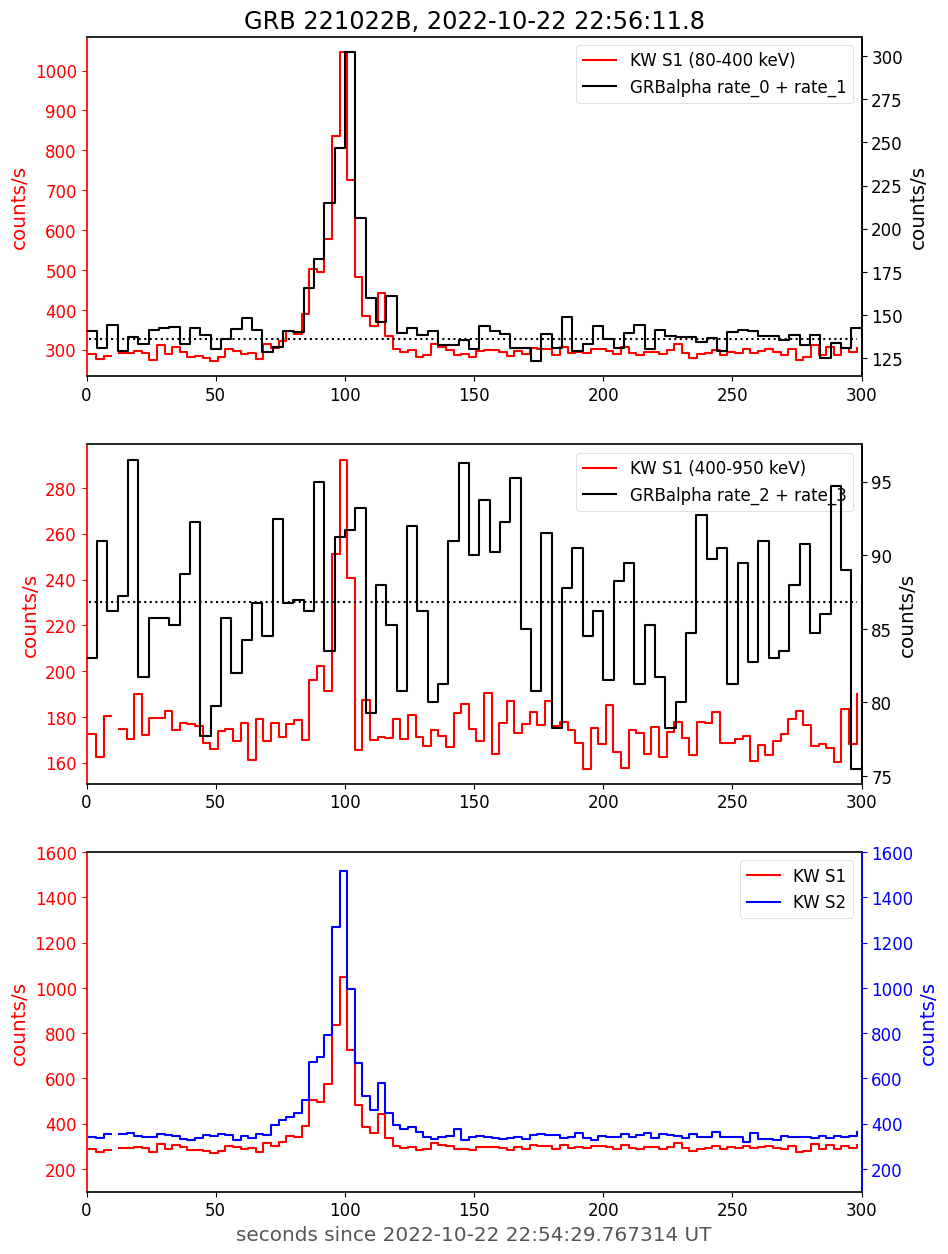 GRB 221022B, 2022-10-22 22:56:11.8
KW S1 (80-400 keV)
GRBalpha rate_0 + rate_1
counts/s
counts/s
1000
900
800
700
600
500
400
300
300
275
250
225
200
175
150
125
0 50 100 150 200 250 300
KW S1 (400-950 keV)
GRBalpha rate_2 + rate_3
counts/s
counts/s
280
260
240
220
200
180
160
95
90
85
80
75
0 50 100 150 200 250 300
KW S1
KW S2
counts/s
counts/s
1600
1400
1200
1000
800
600
400
200
1600
1400
1200
1000
800
600
400
200
0 50 100 150 200 250 300
seconds since 2022-10-22 22:54:29.767314 UT